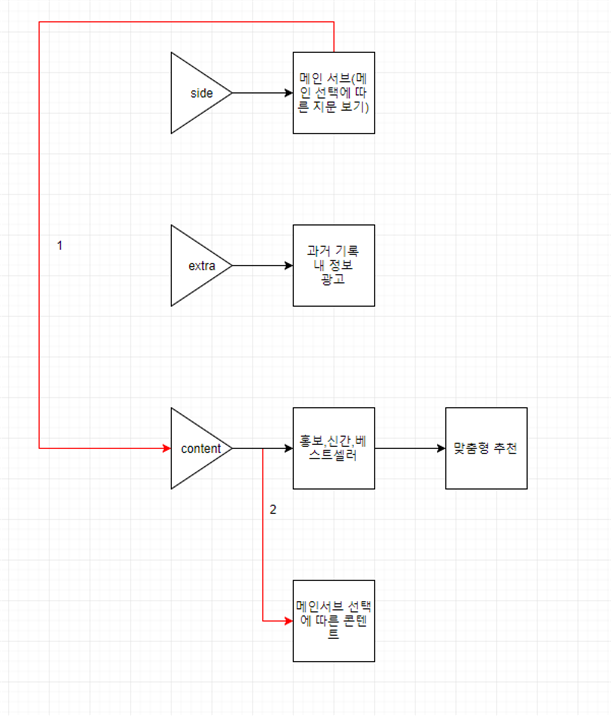 side
메인 서브(메
인 선택에 따
른 지문 보기)
1
extra
과거 기록
내 정보
광고
content
홍보,신간,베
스트셀러
맞춤형 추천
2
메인서브 선택
에 따른 콘텐
트